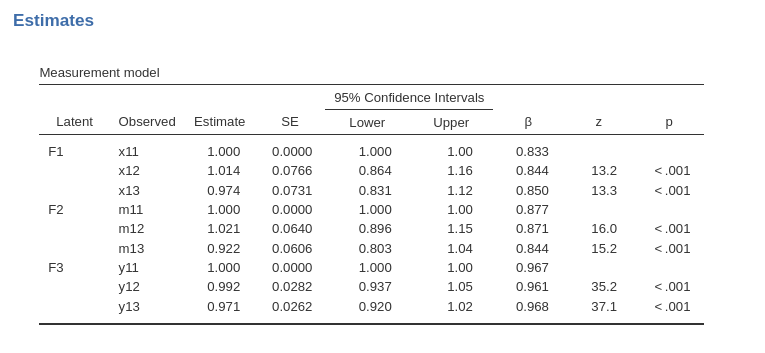 Estimates
Measurement model
95% Confidence Intervals
Latent Observed Estimate SE Lower Upper β z p
F1 x11 1.000 0.0000 1.000 1.00 0.833
x12 1.014 0.0766 0.864 1.16 0.844 13.2 < .001
x13 0.974 0.0731 0.831 1.12 0.850 13.3 < .001
F2 m11 1.000 0.0000 1.000 1.00 0.877
m12 1.021 0.0640 0.896 1.15 0.871 16.0 < .001
m13 0.922 0.0606 0.803 1.04 0.844 15.2 < .001
F3 y11 1.000 0.0000 1.000 1.00 0.967
y12 0.992 0.0282 0.937 1.05 0.961 35.2 < .001
y13 0.971 0.0262 0.920 1.02 0.968 37.1 < .001